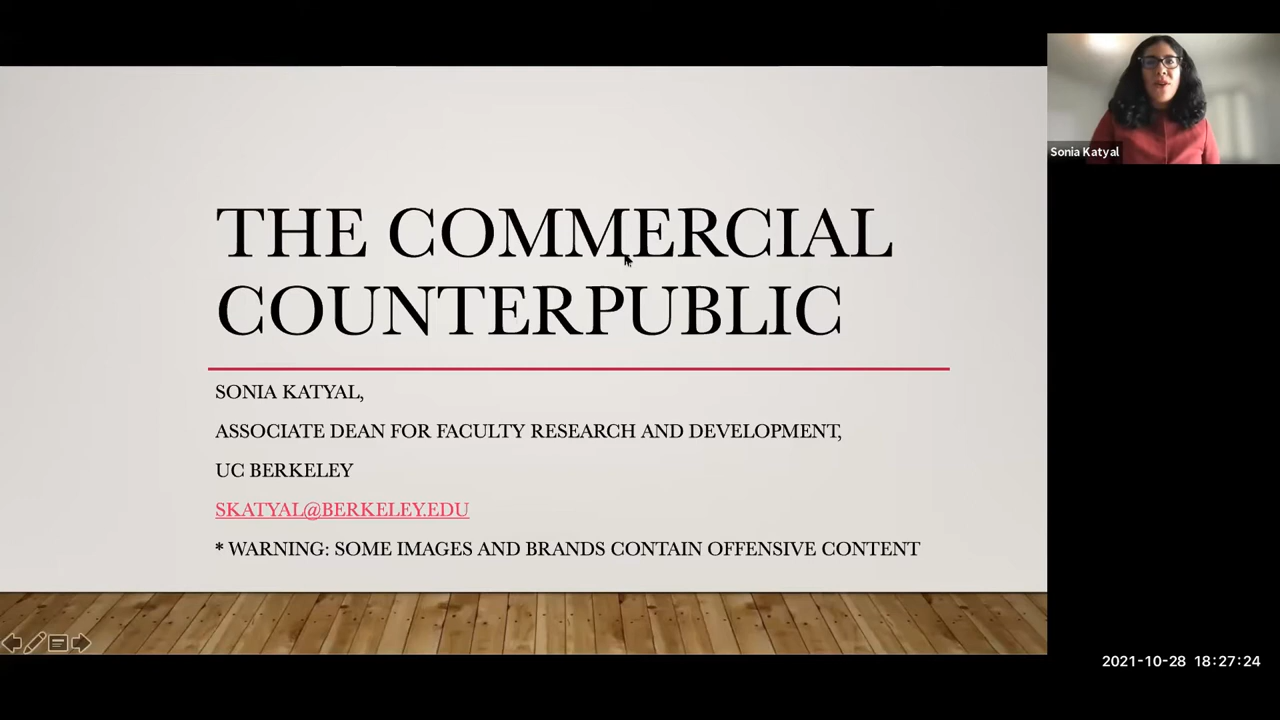 THE COMMERCIAL
COUNTERPUBLIC
SONIA KATYAL,
ASSOCIATE DEAN FOR FACULTY RESEARCH AND DEVELOPMENT,
UC BERKELEY
SKATYAL@BERKELEY.EDU
* WARNING: SOME IMAGES AND BRANDS CONTAIN OFFENSIVE CONTENT
Sonia Katyal
2021-10-28 18:27:24